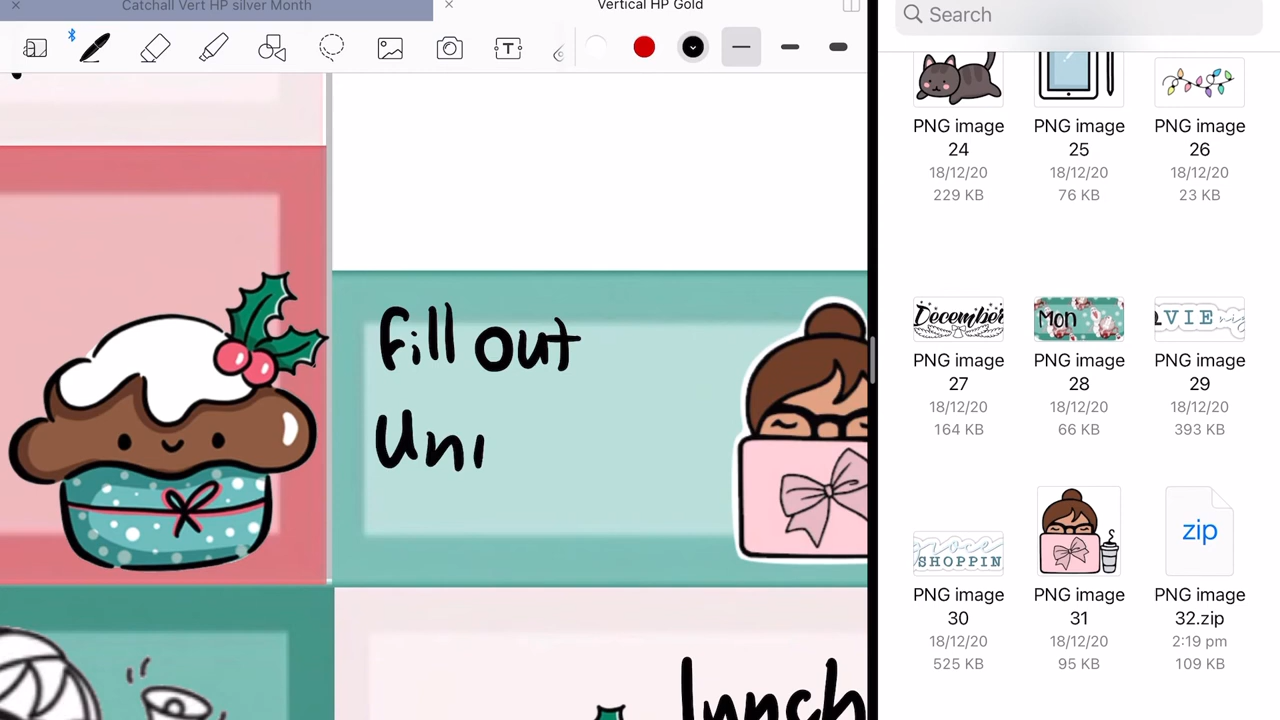 Catchall Vert HP silver Month
Vertical HP Gold
Search
T
PNG image 24
18/12/20
229 KB
PNG image 25
18/12/20
76 KB
PNG image 26
18/12/20
23 KB
December
PNG image 27
18/12/20
164 KB
Mon
PNG image 28
18/12/20
66 KB
VIE
PNG image 29
18/12/20
393 KB
SHOPPIN
PNG image 30
18/12/20
525 KB
PNG image 31
18/12/20
95 KB
zip
PNG image 32.zip
2:19 pm
109 KB
Fill out
Uni
lunch